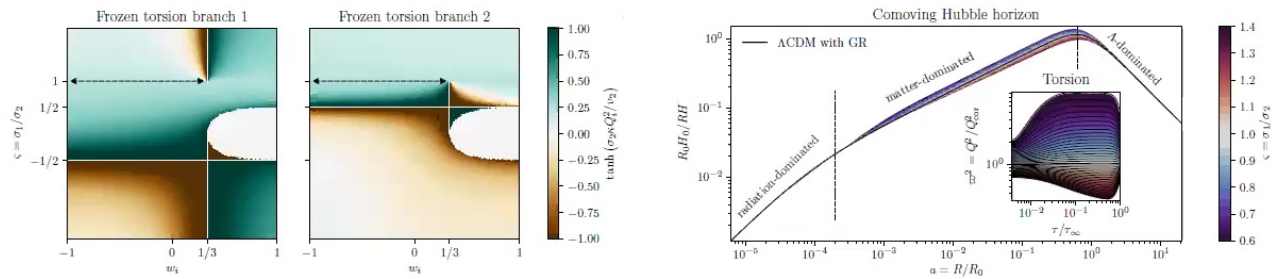 Frozen torsion branch 1
Frozen torsion branch 2
ς = σ₁/σ₂
1
1/2
−1/2
−1
0
1/3
1
wᵢ
−1
0
1/3
1
wᵢ
1.00
0.75
0.50
0.25
0.00
−0.25
−0.50
−0.75
−1.00
tanh (σ₂κQᵢ²/υ₂)
Comoving Hubble horizon
R₀H₀/RH
10⁰
10⁻¹
10⁻²
ΛCDM with GR
radiation-dominated
matter-dominated
Λ-dominated
Torsion
ϖ² = Q²/Q²cor
10⁰
10⁻²
10⁻¹
10⁰
τ/τ∞
10⁻⁵
10⁻⁴
10⁻³
10⁻²
10⁻¹
10⁰
10¹
a = R/R₀
1.4
1.3
1.2
1.1
1.0
0.9
0.8
0.7
0.6
ς = σ₁/σ₂